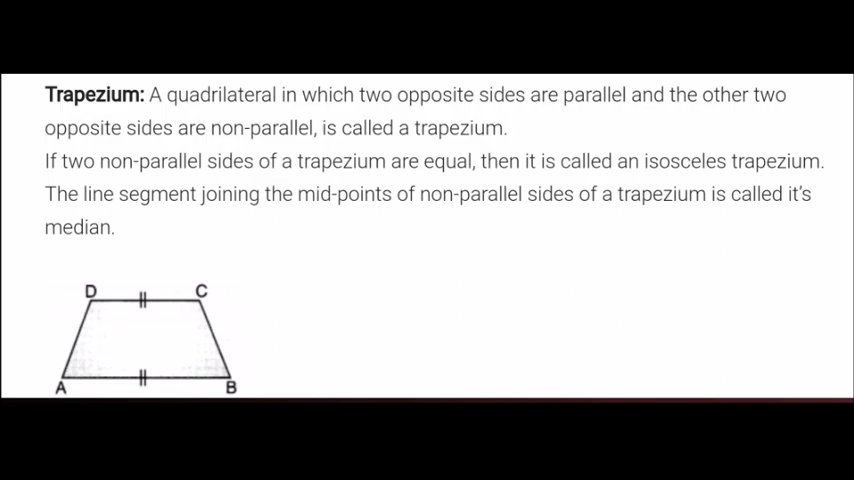 Trapezium: A quadrilateral in which two opposite sides are parallel and the other two
opposite sides are non-parallel, is called a trapezium.
If two non-parallel sides of a trapezium are equal, then it is called an isosceles trapezium.
The line segment joining the mid-points of non-parallel sides of a trapezium is called it's
median.
D C
A B